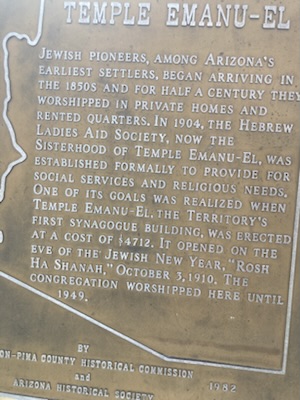 TEMPLE EMANU-EL
JEWISH PIONEERS, AMONG ARIZONA'S
EARLIEST SETTLERS, BEGAN ARRIVING IN
THE 1850S AND FOR HALF A CENTURY THEY
WORSHIPPED IN PRIVATE HOMES AND
RENTED QUARTERS. IN 1904, THE HEBREW
LADIES AID SOCIETY, NOW THE
SISTERHOOD OF TEMPLE EMANU-EL, WAS
ESTABLISHED FORMALLY TO PROVIDE FOR
SOCIAL SERVICES AND RELIGIOUS NEEDS.
ONE OF ITS GOALS WAS REALIZED WHEN
TEMPLE EMANU-EL, THE TERRITORY'S
FIRST SYNAGOGUE BUILDING, WAS ERECTED
AT A COST OF $4712. IT OPENED ON THE
EVE OF THE JEWISH NEW YEAR, "ROSH
HA SHANAH," OCTOBER 3, 1910. THE
CONGREGATION WORSHIPPED HERE UNTIL
1949.
BY
ON-PIMA COUNTY HISTORICAL COMMISSION
and
ARIZONA HISTORICAL SOCIETY
1982